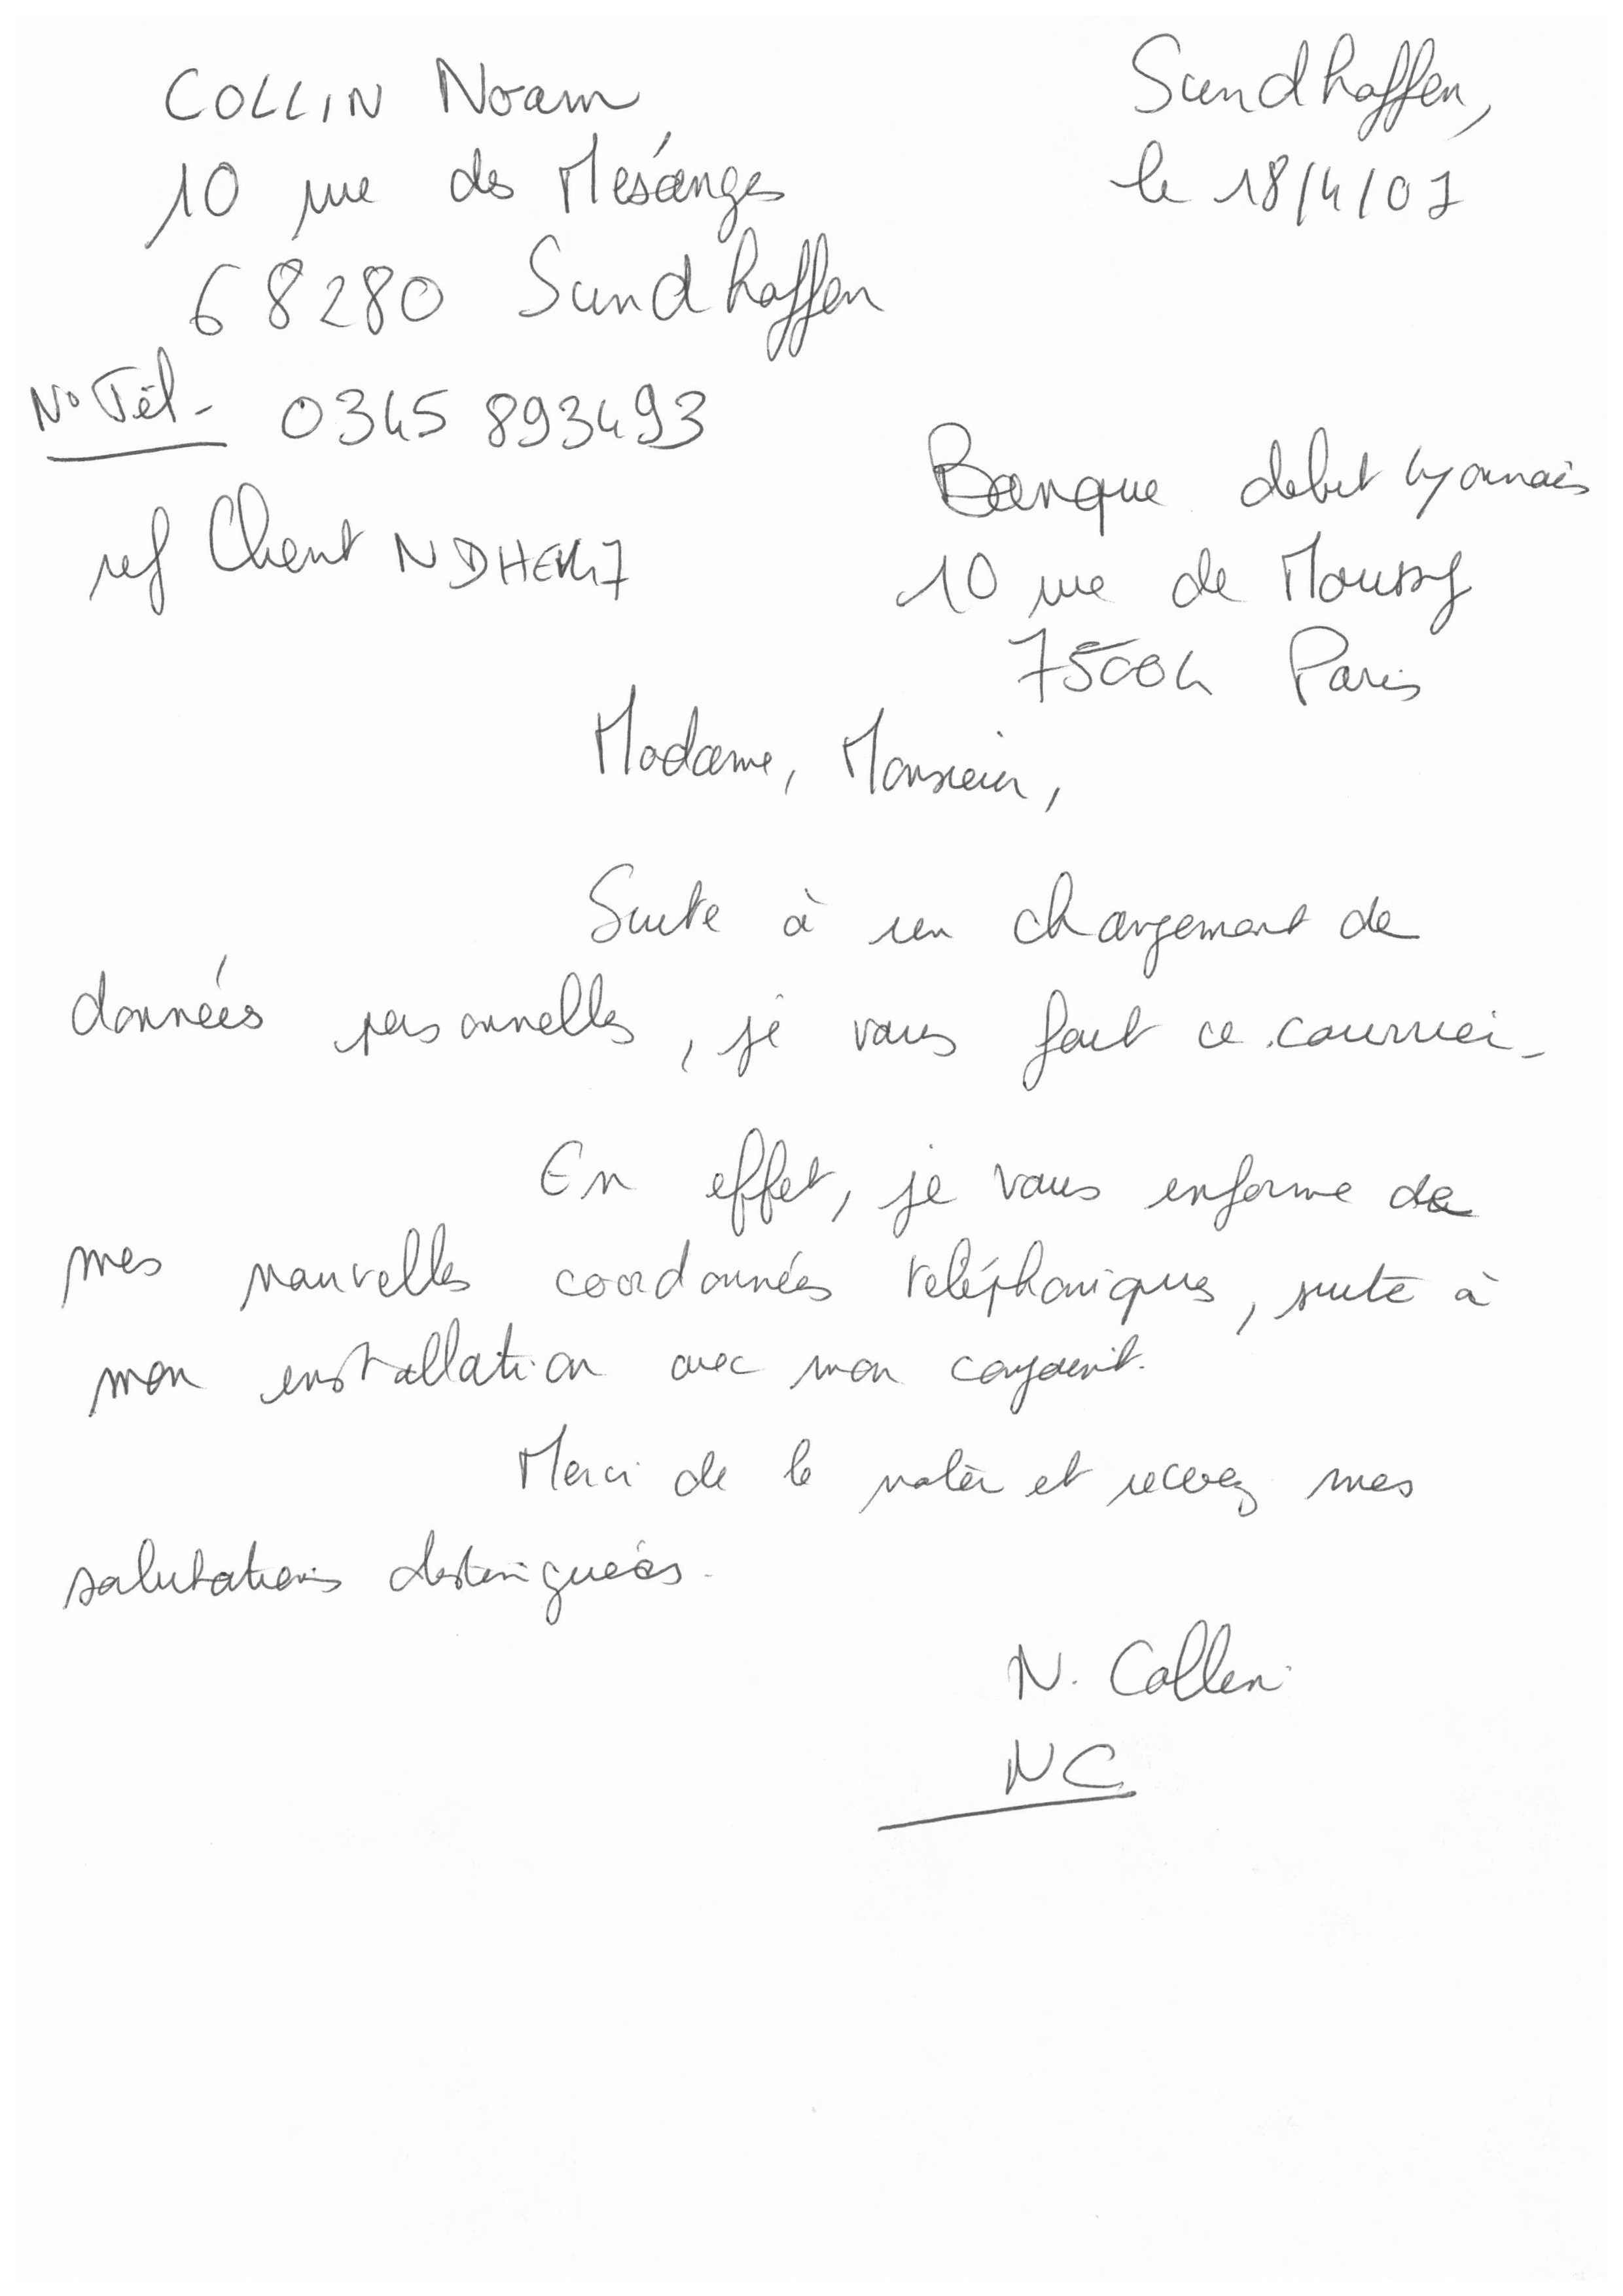 COLLIN Noam
10 rue des Mésanges
68280 Sundhoffen
N° Tél - 0345 893493
ref Client NDHEK47
Sundhoffen,
le 18/4/07
Banque debit lyonnais
10 rue de Moussy
75004 Paris
Madame, Monsieur,
Suite à un changement de
données personnelles, je vous fait ce courrier.
En effet, je vous informe de
mes nouvelles coordonnées téléphoniques, suite à
mon installation avec mon conjoint.
Merci de le noter et recevez mes
salutations distinguées.
N. Collin
NC